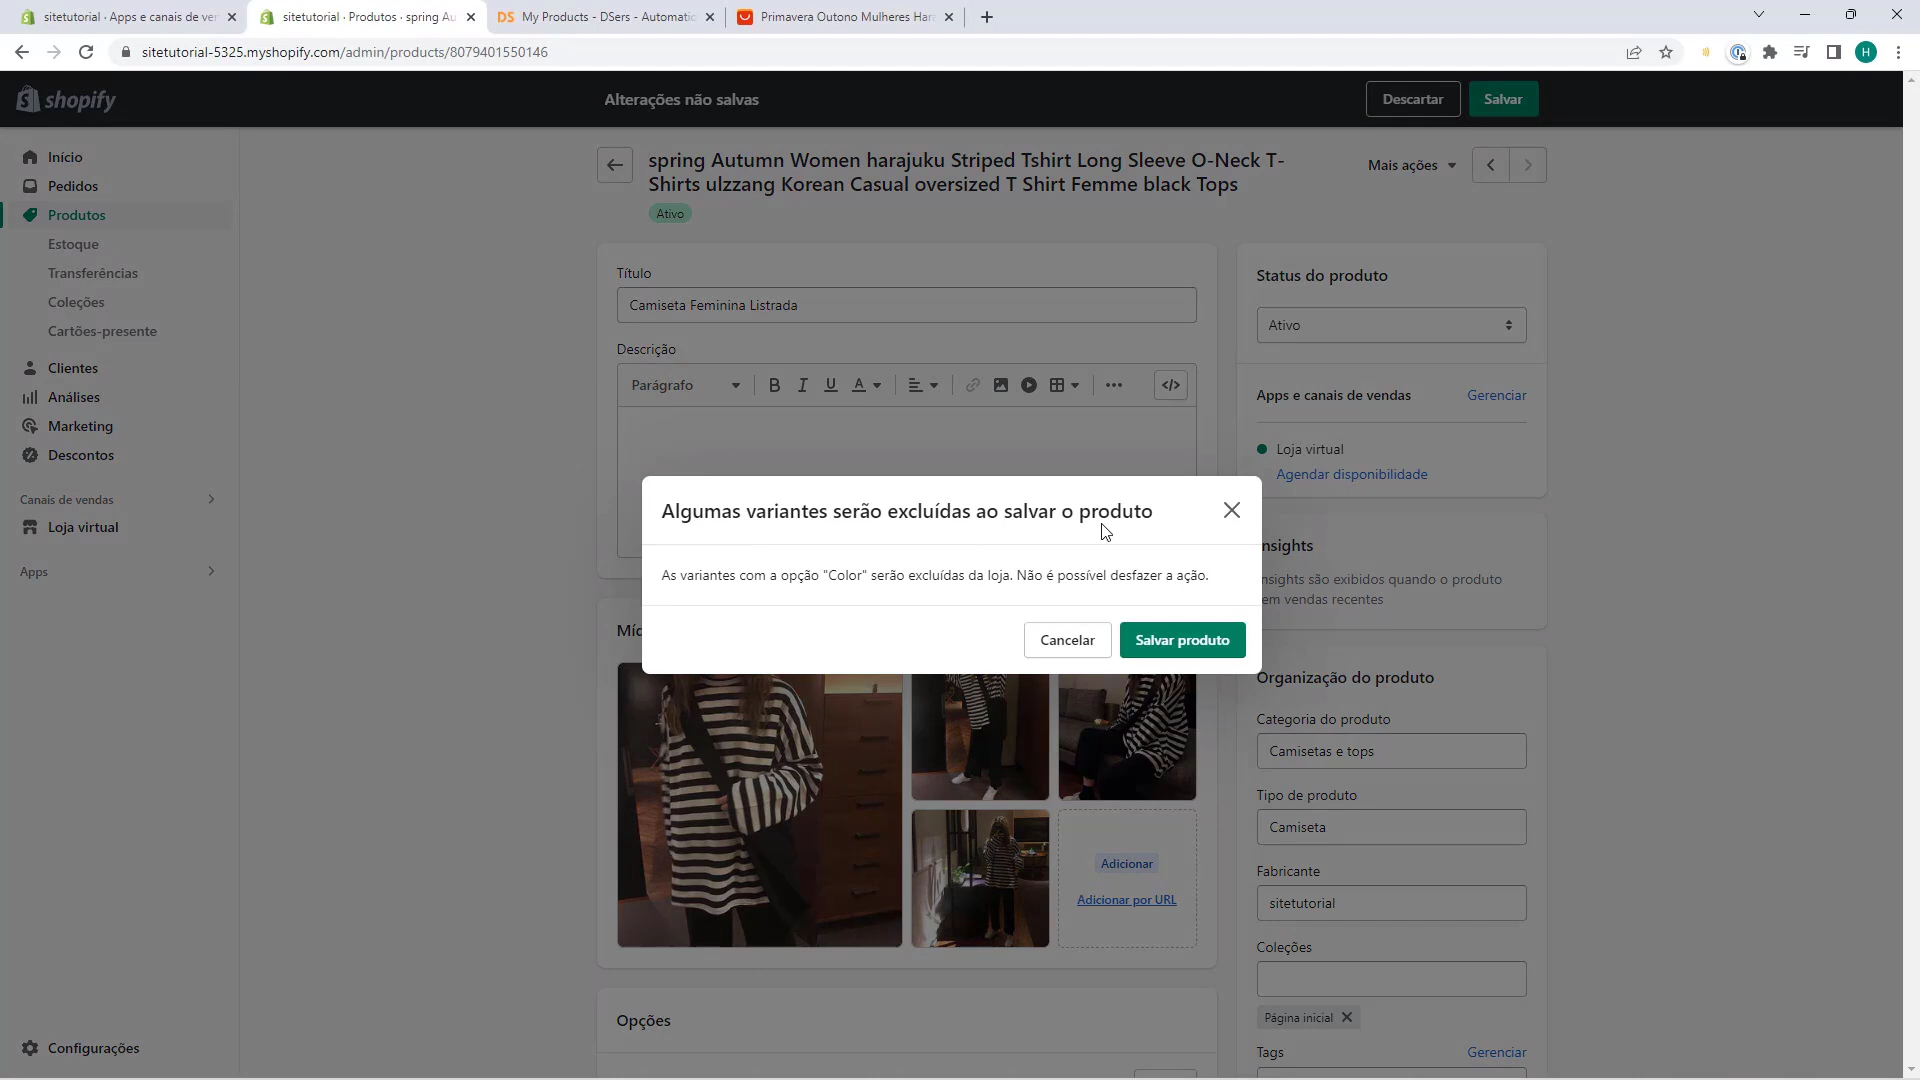 sitetutorial · Apps e canais de ver
sitetutorial · Produtos · spring Au
DS My Products - DSers - Automatic
Primavera Outono Mulheres Har
sitetutorial-5325.myshopify.com/admin/products/8079401550146
H
shopify
Alterações não salvas
Descartar
Salvar
Início
Pedidos
Produtos
Estoque
Transferências
Coleções
Cartões-presente
Clientes
Análises
Marketing
Descontos
Canais de vendas
Loja virtual
Apps
Configurações
spring Autumn Women harajuku Striped Tshirt Long Sleeve O-Neck T-
Shirts ulzzang Korean Casual oversized T Shirt Femme black Tops
Ativo
Mais ações
Título
Camiseta Feminina Listrada
Descrição
Parágrafo
B I U A
</>
Algumas variantes serão excluídas ao salvar o produto
As variantes com a opção "Color" serão excluídas da loja. Não é possível desfazer a ação.
Cancelar
Salvar produto
Míd
Adicionar
Adicionar por URL
Opções
Status do produto
Ativo
Apps e canais de vendas
Gerenciar
Loja virtual
Agendar disponibilidade
nsights
nsights são exibidos quando o produto
em vendas recentes
Organização do produto
Categoria do produto
Camisetas e tops
Tipo de produto
Camiseta
Fabricante
sitetutorial
Coleções
Página inicial
Tags
Gerenciar